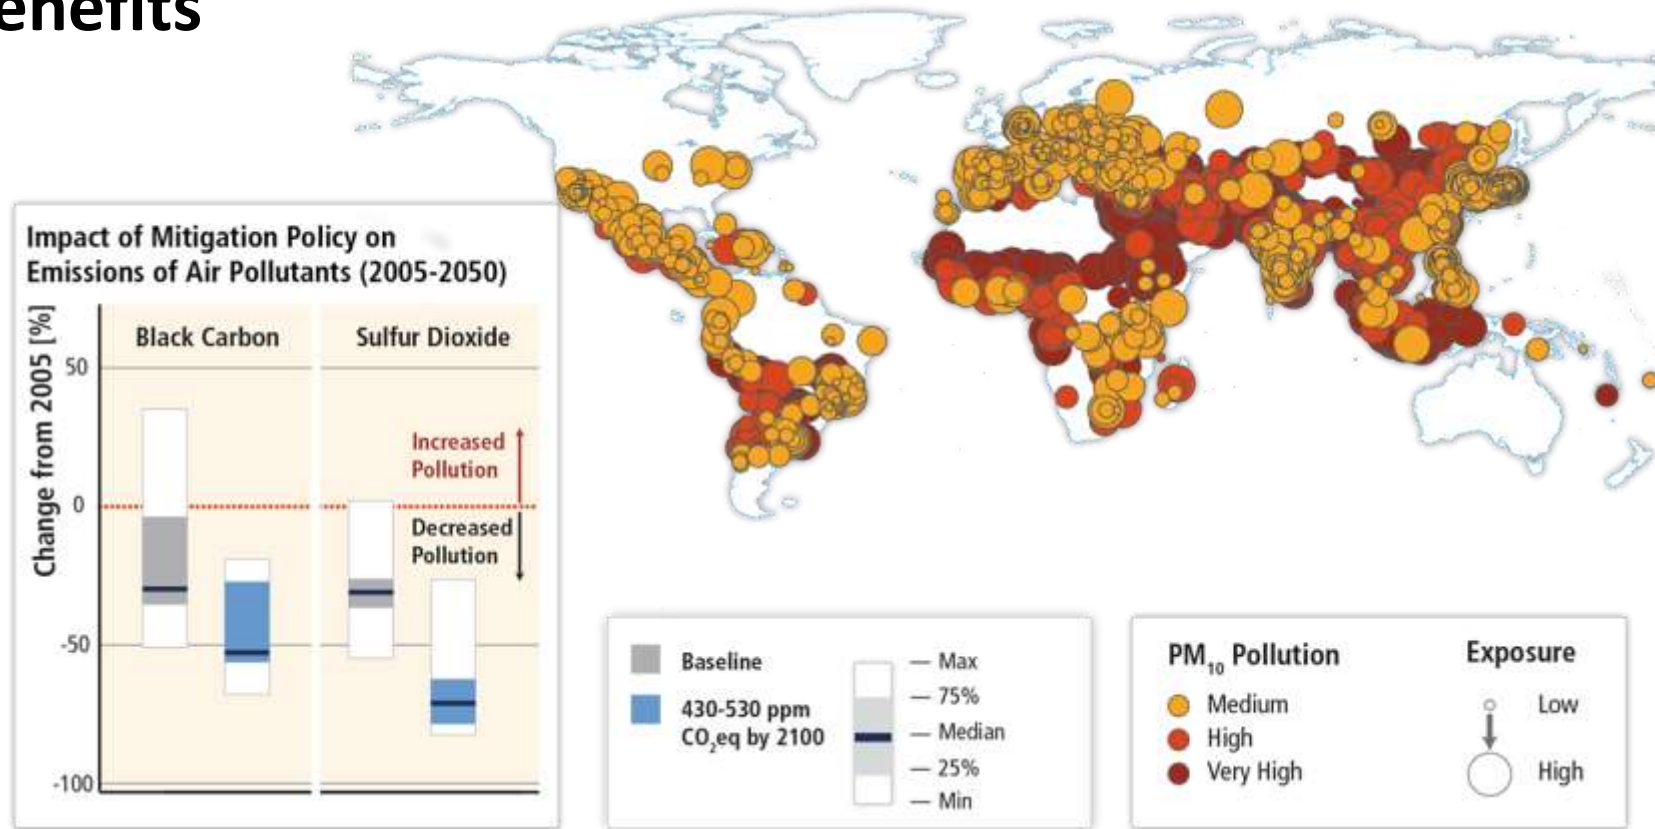 enefits
Impact of Mitigation Policy on
Emissions of Air Pollutants (2005-2050)
Change from 2005 [%]
Black Carbon
Sulfur Dioxide
50
0
-50
-100
Increased
Pollution
Decreased
Pollution
Baseline
430-530 ppm
CO₂eq by 2100
Max
75%
Median
25%
Min
PM₁₀ Pollution
Medium
High
Very High
Exposure
Low
High